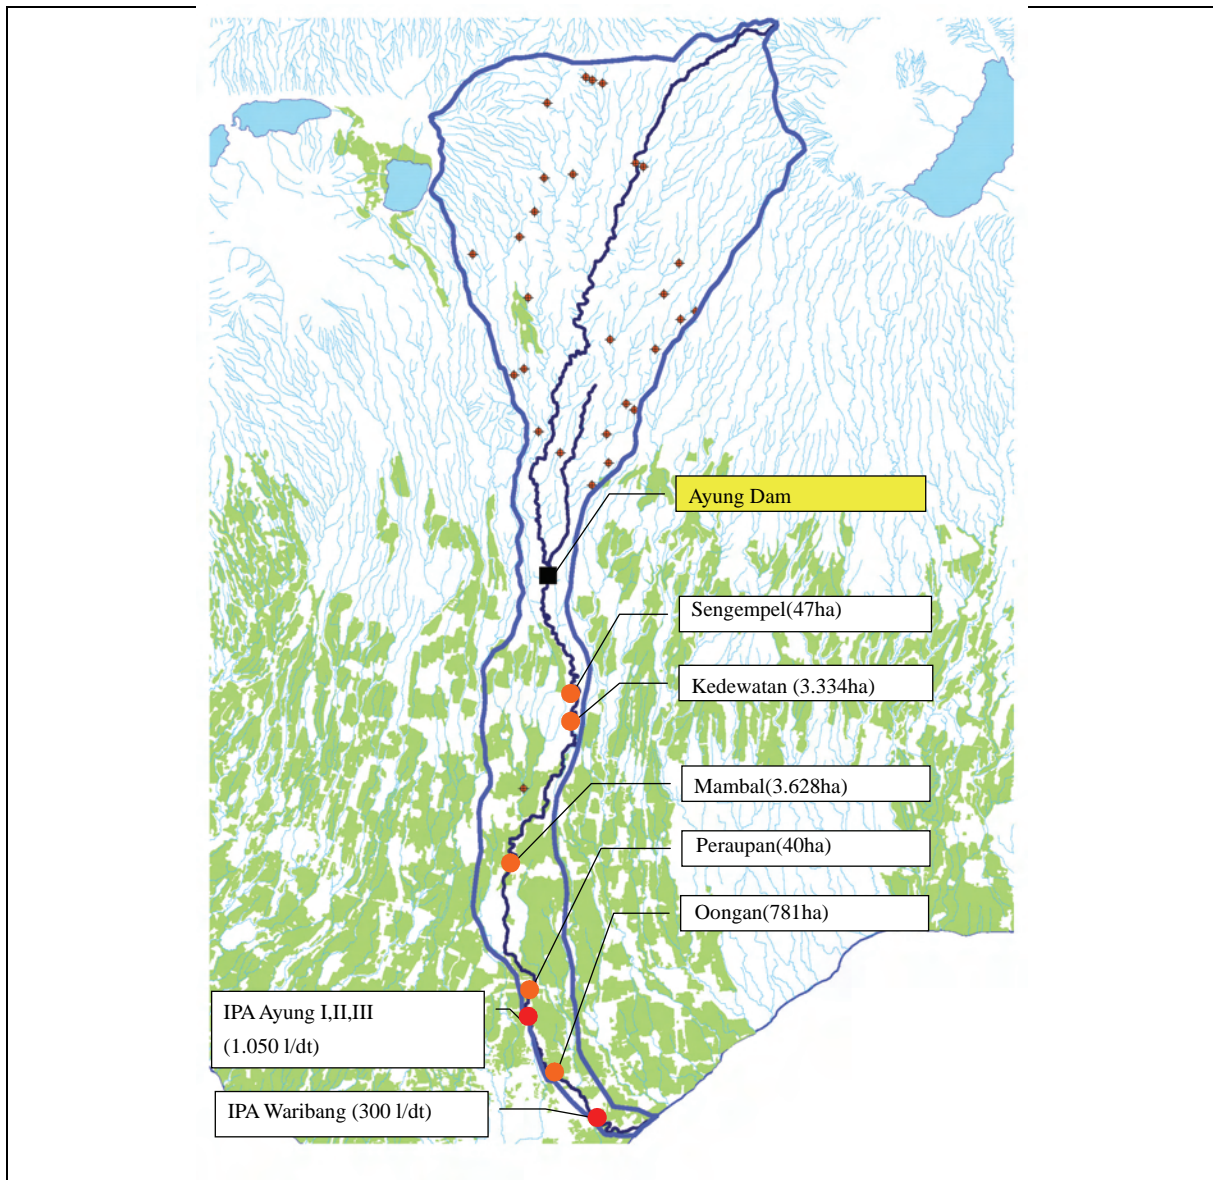 Ayung Dam
Sengempel(47ha)
Kedewatan (3.334ha)
Mambal(3.628ha)
Peraupan(40ha)
Oongan(781ha)
IPA Ayung I,II,III
(1.050 l/dt)
IPA Waribang (300 l/dt)